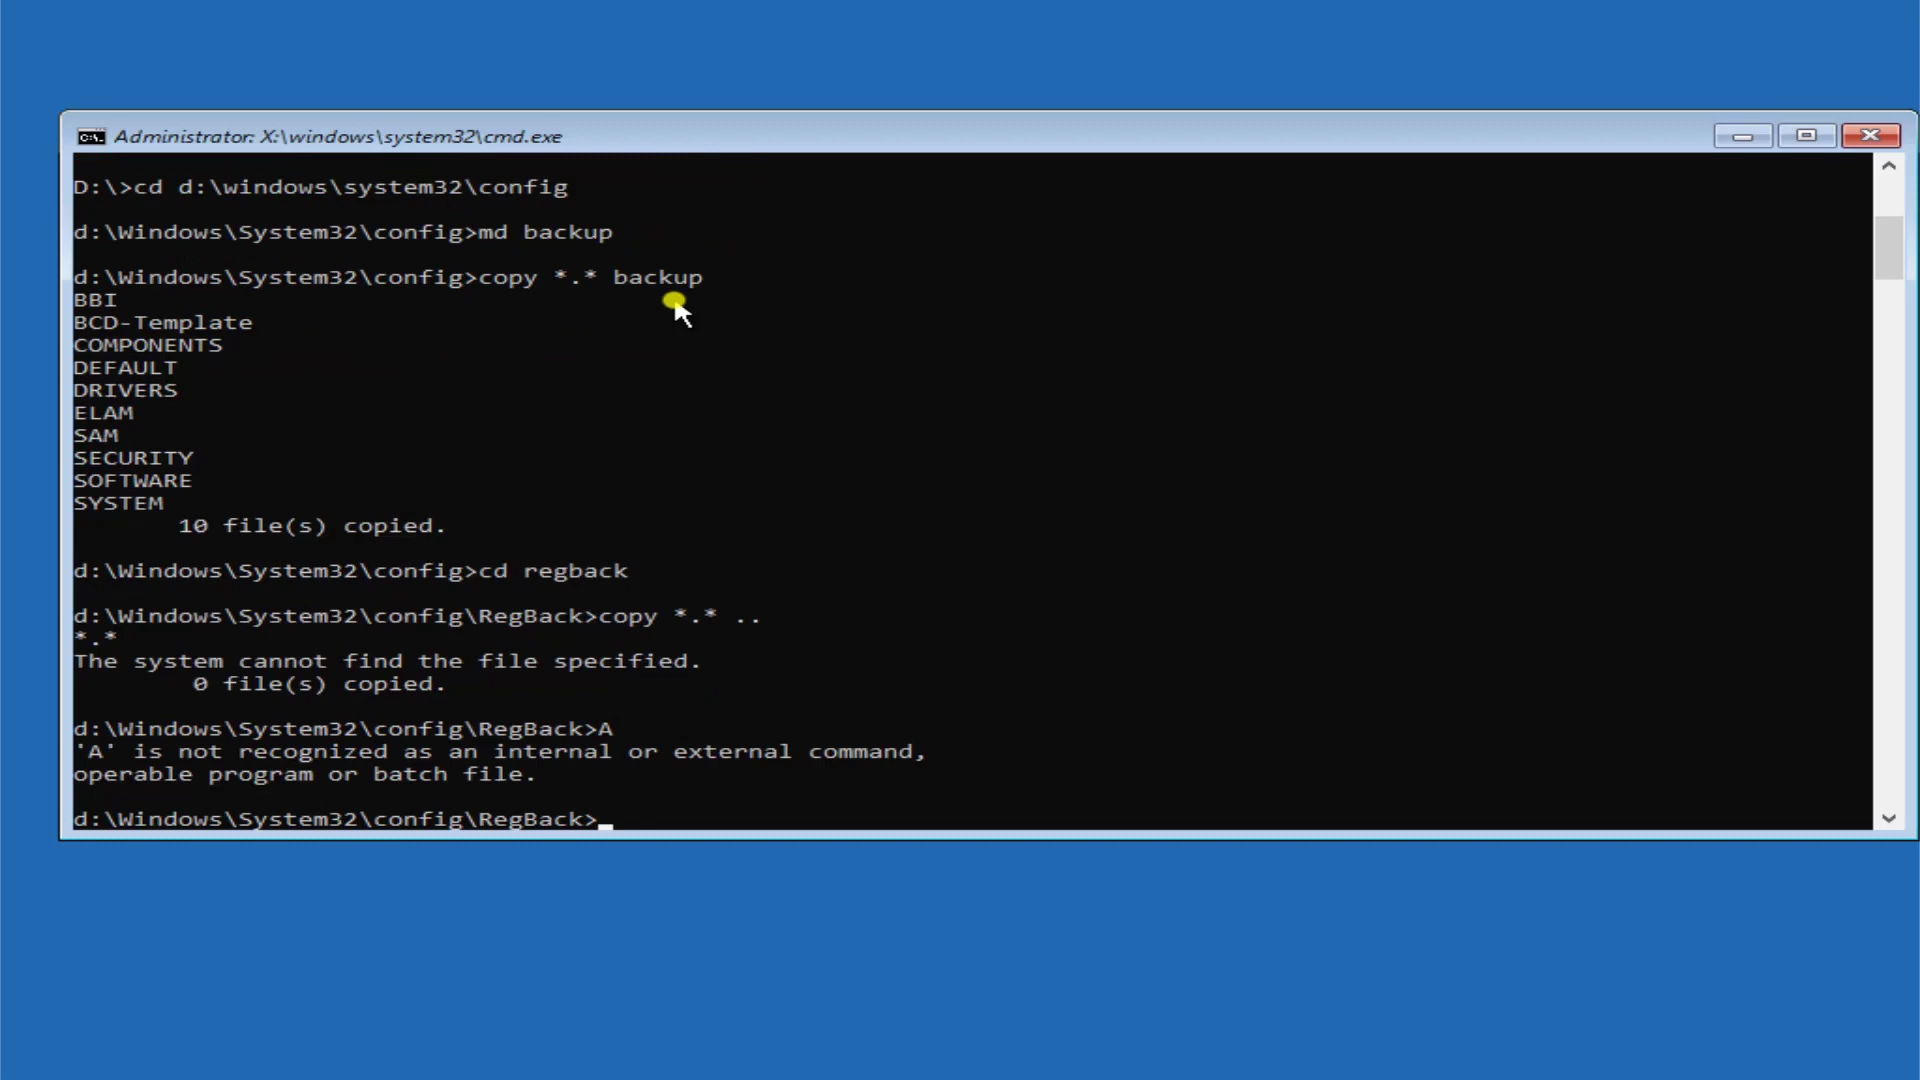 Administrator: X:\windows\system32\cmd.exe
D:\>cd d:\windows\system32\config
d:\Windows\System32\config>md backup
d:\Windows\System32\config>copy *.* backup
BBI
BCD-Template
COMPONENTS
DEFAULT
DRIVERS
ELAM
SAM
SECURITY
SOFTWARE
SYSTEM
10 file(s) copied.
d:\Windows\System32\config>cd regback
d:\Windows\System32\config\RegBack>copy *.* ..
*.*
The system cannot find the file specified.
0 file(s) copied.
d:\Windows\System32\config\RegBack>A
'A' is not recognized as an internal or external command,
operable program or batch file.
d:\Windows\System32\config\RegBack>